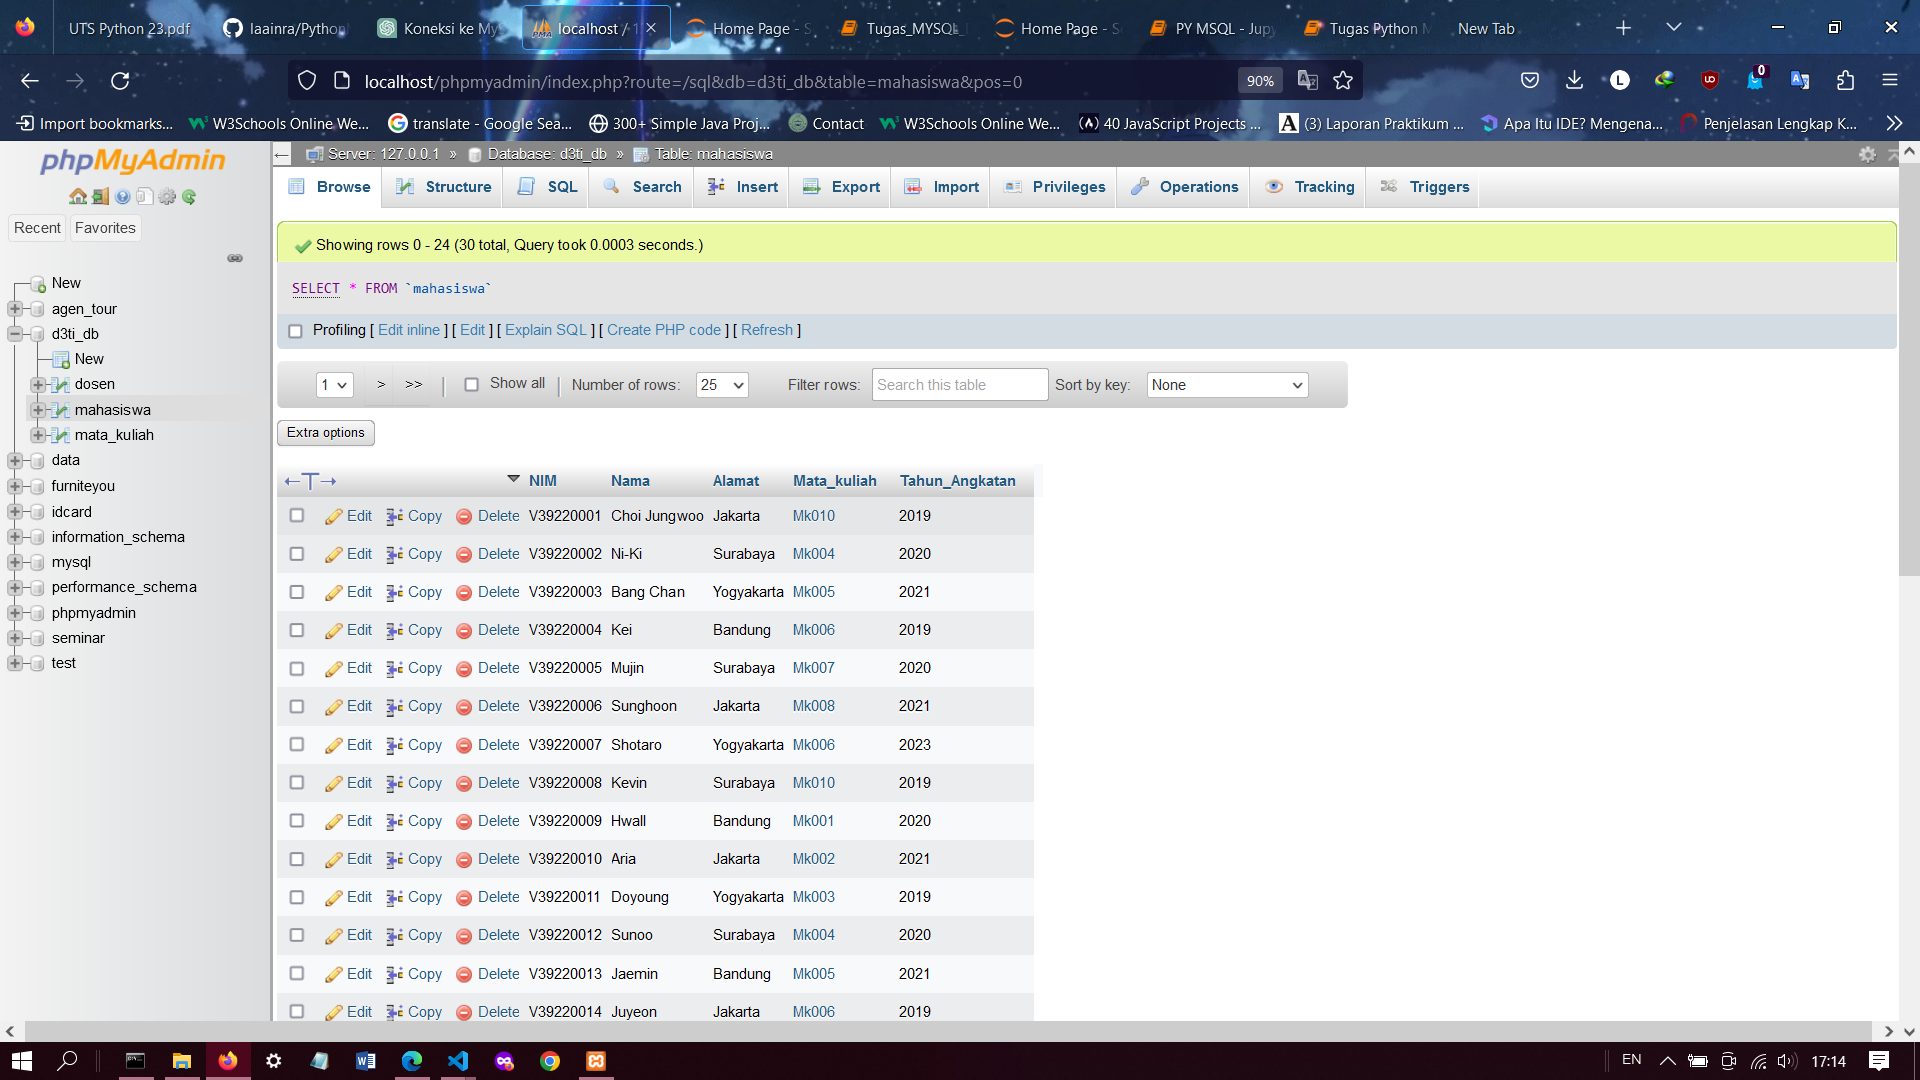 UTS Python 23.pdf
laainra/Python
Koneksi ke My
localhost / 1
Home Page - S
Tugas_MYSQL_
Home Page - S
PY MSQL - Jupy
Tugas Python M
New Tab
localhost/phpmyadmin/index.php?route=/sql&db=d3ti_db&table=mahasiswa&pos=0
90%
Import bookmarks...
W3Schools Online We...
translate - Google Sea...
300+ Simple Java Proj...
Contact
W3Schools Online We...
40 JavaScript Projects ...
(3) Laporan Praktikum ...
Apa Itu IDE? Mengena...
Penjelasan Lengkap K...
phpMyAdmin
Recent
Favorites
New
agen_tour
d3ti_db
New
dosen
mahasiswa
mata_kuliah
data
furniteyou
idcard
information_schema
mysql
performance_schema
phpmyadmin
seminar
test
Server: 127.0.0.1 » Database: d3ti_db » Table: mahasiswa
Browse Structure SQL Search Insert Export Import Privileges Operations Tracking Triggers
Showing rows 0 - 24 (30 total, Query took 0.0003 seconds.)
SELECT * FROM `mahasiswa`
Profiling [ Edit inline ] [ Edit ] [ Explain SQL ] [ Create PHP code ] [ Refresh ]
1 > >> | Show all | Number of rows: 25 Filter rows: Search this table Sort by key: None
Extra options
NIM Nama Alamat Mata_kuliah Tahun_Angkatan
Edit Copy Delete V39220001 Choi Jungwoo Jakarta Mk010 2019
Edit Copy Delete V39220002 Ni-Ki Surabaya Mk004 2020
Edit Copy Delete V39220003 Bang Chan Yogyakarta Mk005 2021
Edit Copy Delete V39220004 Kei Bandung Mk006 2019
Edit Copy Delete V39220005 Mujin Surabaya Mk007 2020
Edit Copy Delete V39220006 Sunghoon Jakarta Mk008 2021
Edit Copy Delete V39220007 Shotaro Yogyakarta Mk006 2023
Edit Copy Delete V39220008 Kevin Surabaya Mk010 2019
Edit Copy Delete V39220009 Hwall Bandung Mk001 2020
Edit Copy Delete V39220010 Aria Jakarta Mk002 2021
Edit Copy Delete V39220011 Doyoung Yogyakarta Mk003 2019
Edit Copy Delete V39220012 Sunoo Surabaya Mk004 2020
Edit Copy Delete V39220013 Jaemin Bandung Mk005 2021
Edit Copy Delete V39220014 Juyeon Jakarta Mk006 2019
EN
17:14